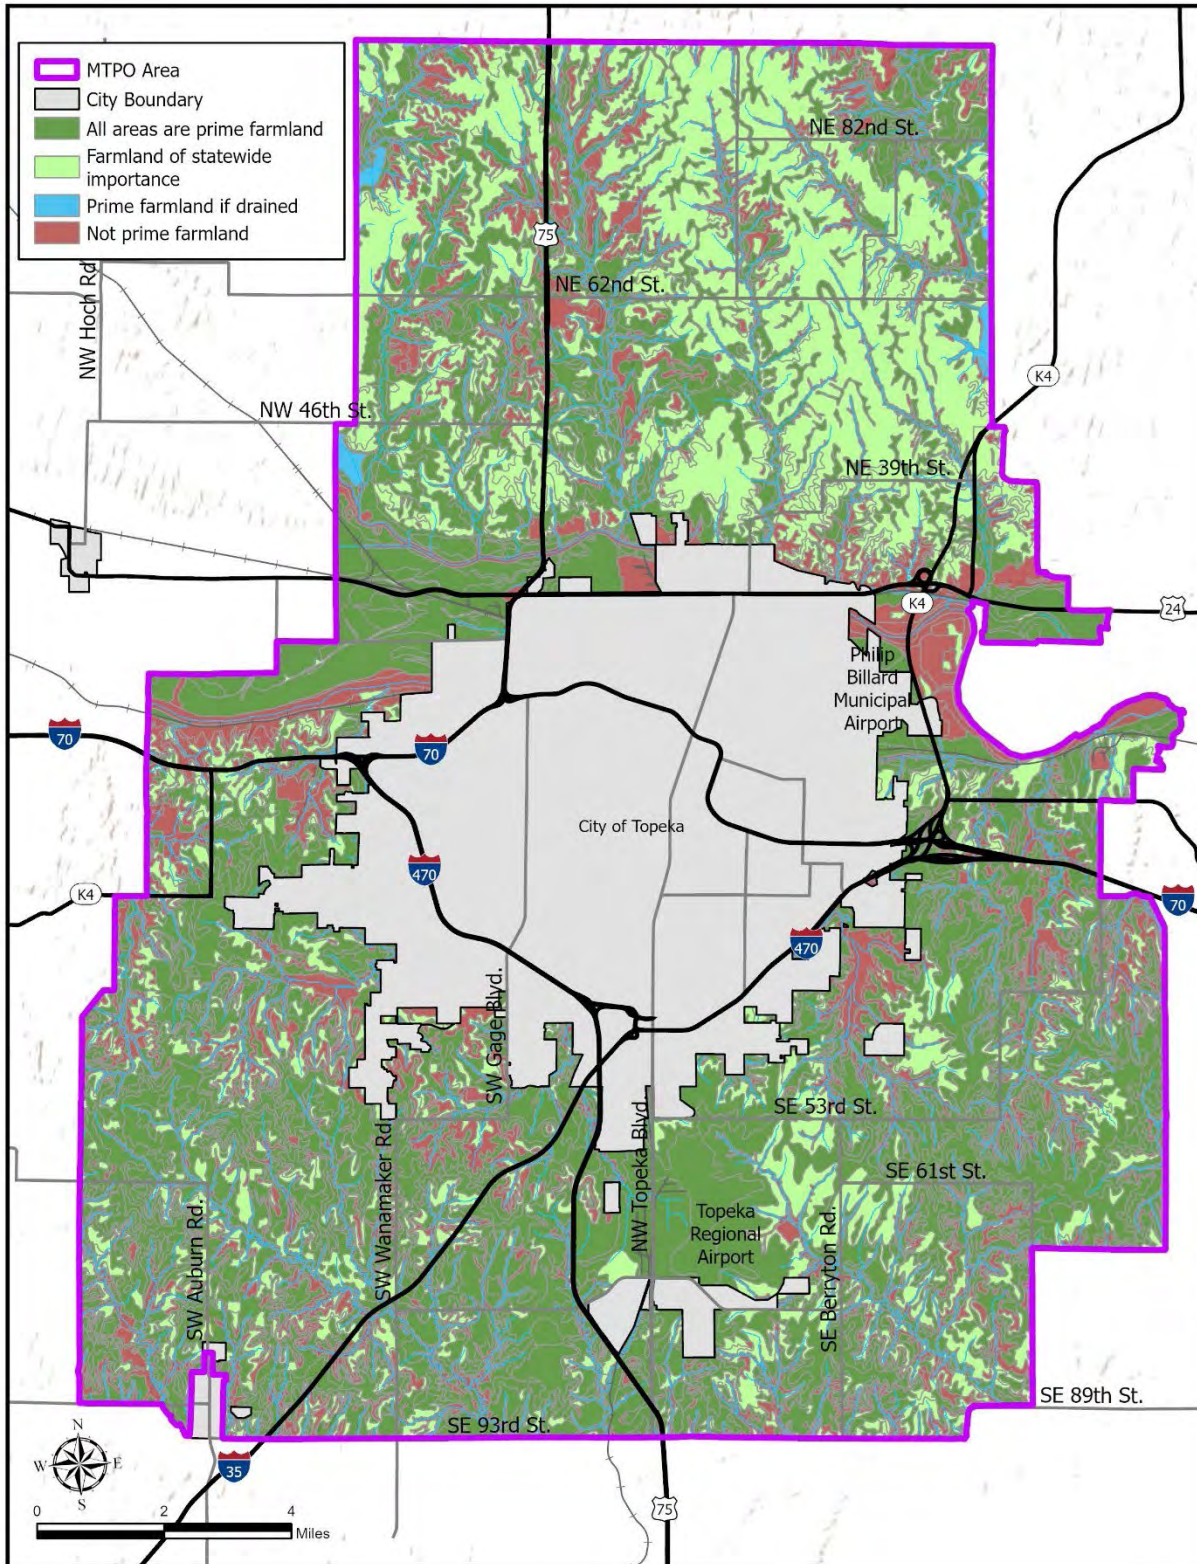 MTPO Area
City Boundary
All areas are prime farmland
Farmland of statewide
importance
Prime farmland if drained
Not prime farmland
NE 82nd St.
75
NW Hoch Rd
NE 62nd St.
K4
NW 46th St.
NE 39th St.
K4
24
Philip
Billard
Municipal
Airport
70
70
City of Topeka
470
K4
70
470
SW Gage Blvd.
SE 53rd St.
NW Topeka Blvd.
SW Wanamaker Rd
SE 61st St.
SW Auburn Rd.
Topeka
Regional
Airport
SE Berryton Rd.
SE 89th St.
SE 93rd St.
N
W E
S
35
75
0 2 4
Miles